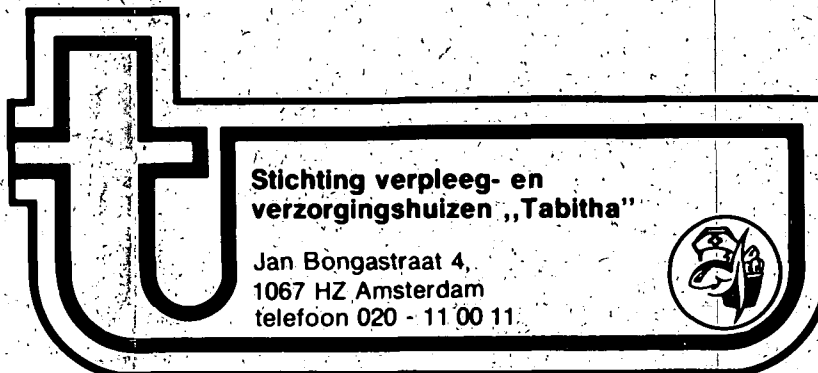 Stichting verpleeg- en
verzorgingshuizen ,,Tabitha"
Jan Bongastraat 4,
1067 HZ Amsterdam
telefoon 020 - 11 00 11